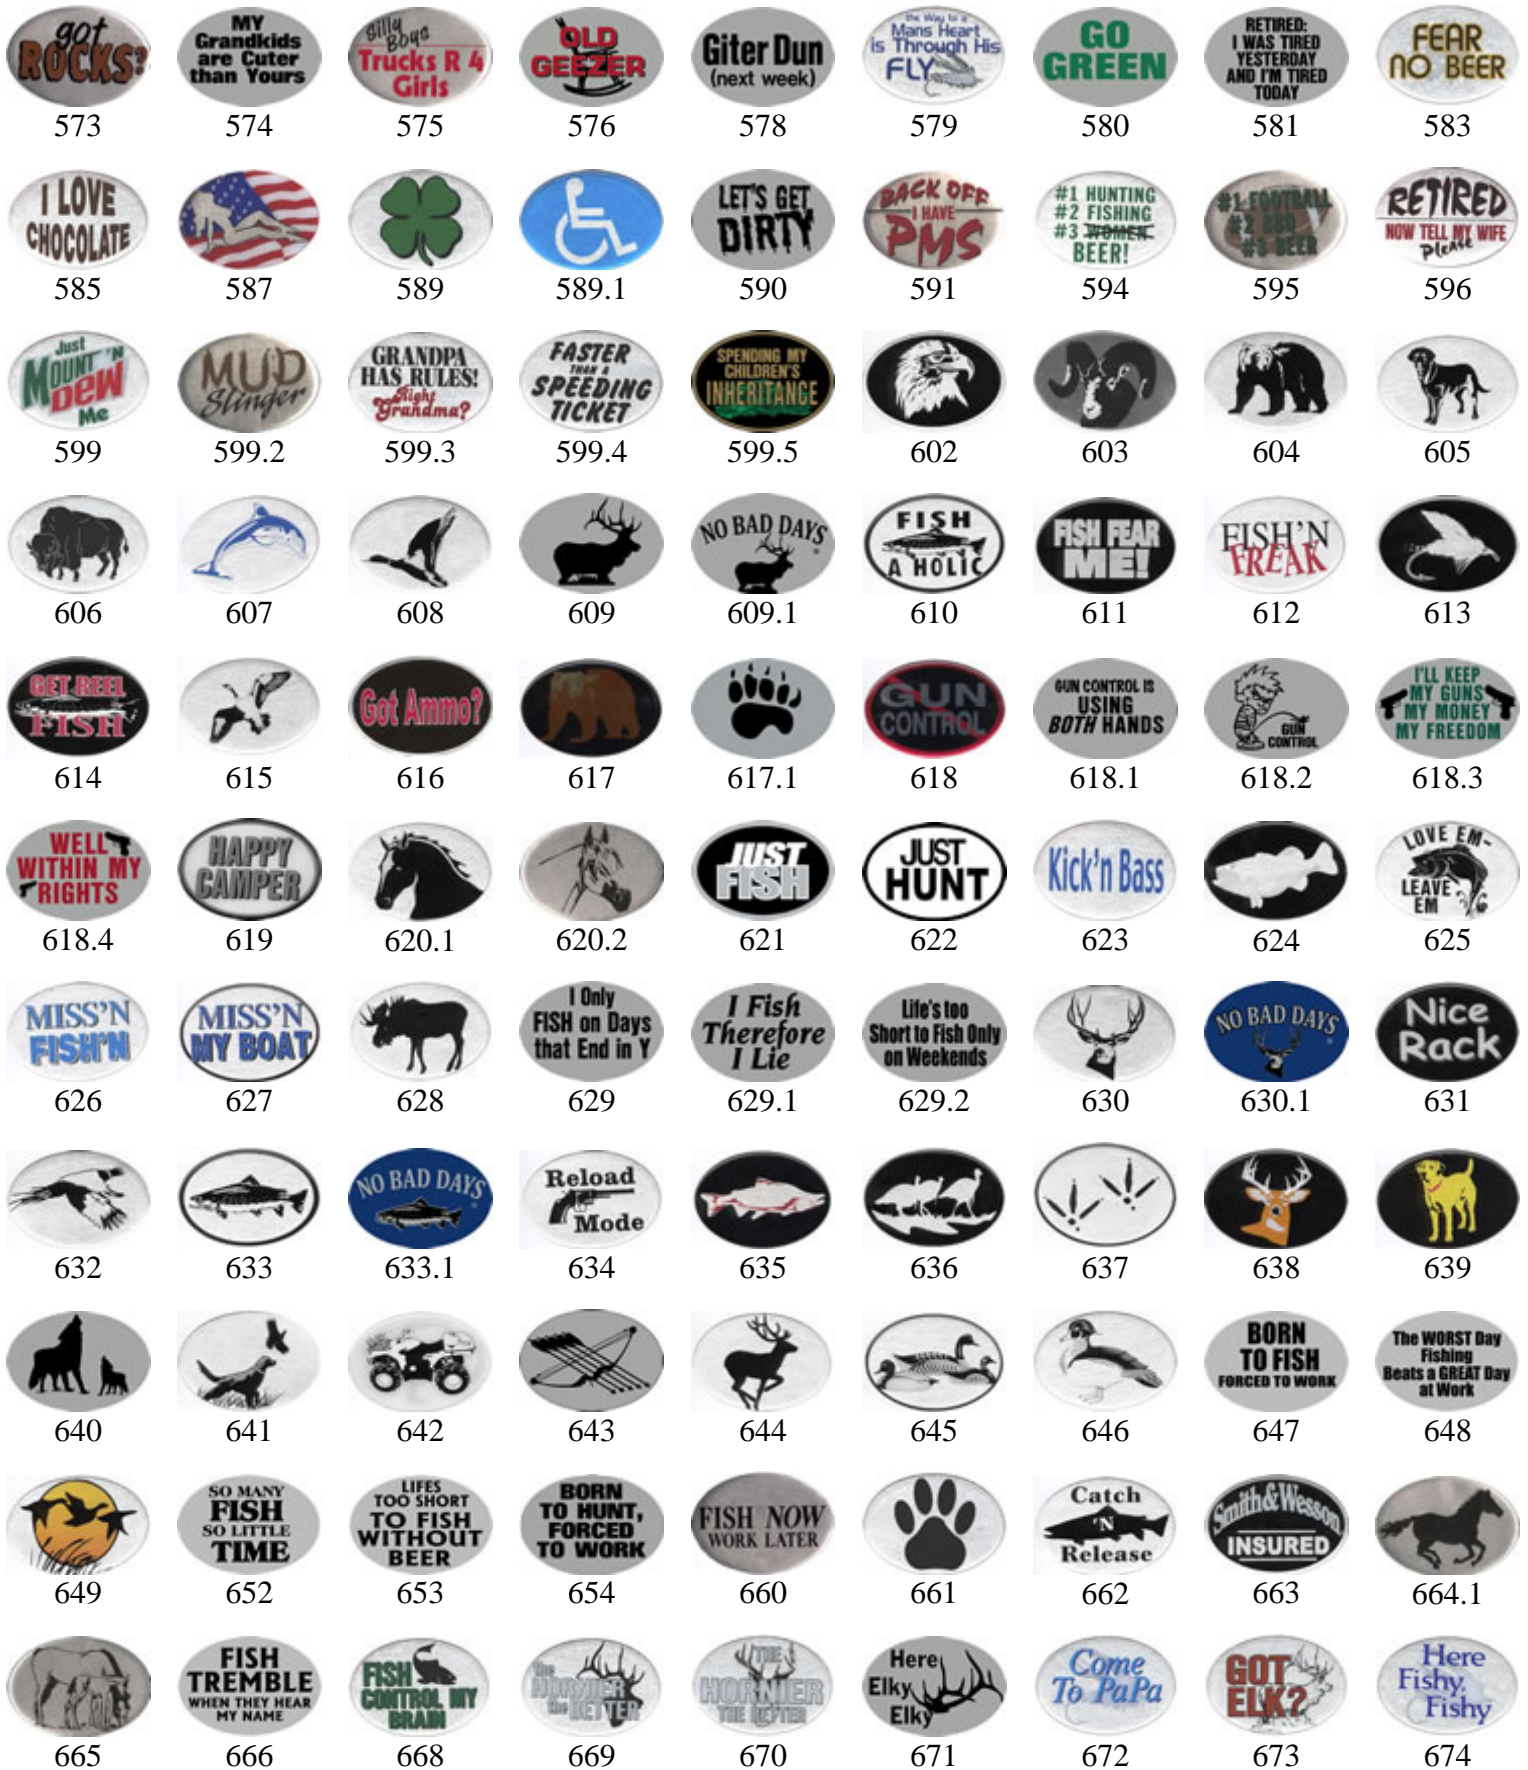 got
ROCKS?
573
MY
Grandkids
are Cuter
than Yours
574
Silly
Boys
Trucks R 4
Girls
575
OLD
GEEZER
576
Giter Dun
(next week)
578
the Way to a
Mans Heart
is Through His
FLY
579
GO
GREEN
580
RETIRED:
I WAS TIRED
YESTERDAY
AND I'M TIRED
TODAY
581
FEAR
NO BEER
583
I LOVE
CHOCOLATE
585
587
589
589.1
LET'S GET
DIRTY
590
BACK OFF
I HAVE
PMS
591
#1 HUNTING
#2 FISHING
#3 WOMEN
BEER!
594
#1 FOOTBALL
#2 BBQ
#3 BEER
595
RETIRED
NOW TELL MY WIFE
Please
596
Just
MOUNT 'N
DEW
Me
599
MUD
Slinger
599.2
GRANDPA
HAS RULES!
Right
Grandma?
599.3
FASTER
THAN A
SPEEDING
TICKET
599.4
SPENDING MY
CHILDREN'S
INHERITANCE
599.5
602
603
604
605
606
607
608
609
NO BAD DAYS
609.1
FISH
A HOLIC
610
FISH FEAR
ME!
611
FISH'N
FREAK
612
613
GET REEL
FISH
614
615
Got Ammo?
616
617
617.1
GUN
CONTROL
618
GUN CONTROL IS
USING
BOTH HANDS
618.1
GUN
CONTROL
618.2
I'LL KEEP
MY GUNS
MY MONEY
MY FREEDOM
618.3
WELL
WITHIN MY
RIGHTS
618.4
HAPPY
CAMPER
619
620.1
620.2
JUST
FISH
621
JUST
HUNT
622
Kick'n Bass
623
624
LOVE EM-
LEAVE
EM
625
MISS'N
FISH'N
626
MISS'N
MY BOAT
627
628
I Only
FISH on Days
that End in Y
629
I Fish
Therefore
I Lie
629.1
Life's too
Short to Fish Only
on Weekends
629.2
630
NO BAD DAYS
630.1
Nice
Rack
631
632
633
NO BAD DAYS
633.1
Reload
Mode
634
635
636
637
638
639
640
641
642
643
644
645
646
BORN
TO FISH
FORCED TO WORK
647
The WORST Day
Fishing
Beats a GREAT Day
at Work
648
649
SO MANY
FISH
SO LITTLE
TIME
652
LIFES
TOO SHORT
TO FISH
WITHOUT
BEER
653
BORN
TO HUNT,
FORCED
TO WORK
654
FISH NOW
WORK LATER
660
661
Catch
'N
Release
662
Smith & Wesson
INSURED
663
664.1
665
FISH
TREMBLE
WHEN THEY HEAR
MY NAME
666
FISH
CONTROL MY
BRAIN
668
the
HORNIER
the BETTER
669
THE
HORNIER
THE BETTER
670
Here
Elky
Elky
671
Come
To PaPa
672
GOT
ELK?
673
Here
Fishy,
Fishy
674